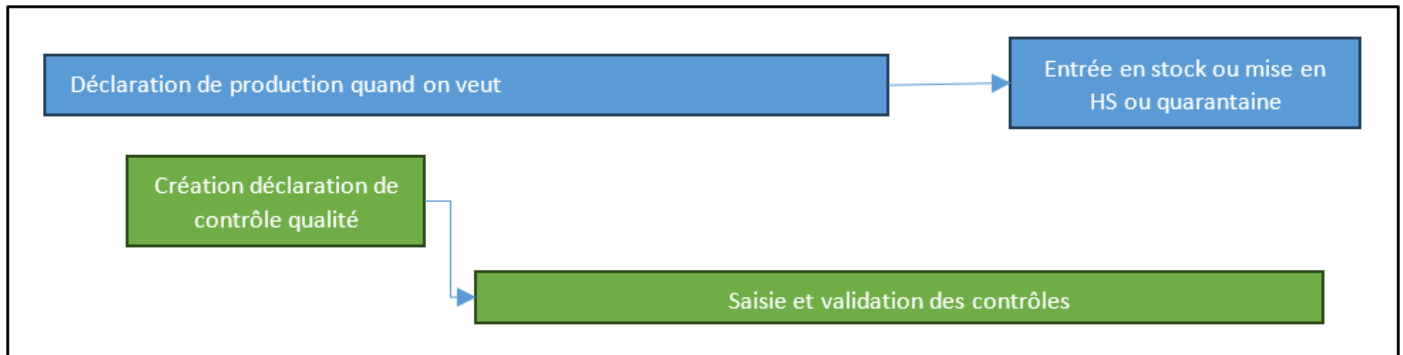 Déclaration de production quand on veut
Entrée en stock ou mise en
HS ou quarantaine
Création déclaration de
contrôle qualité
Saisie et validation des contrôles